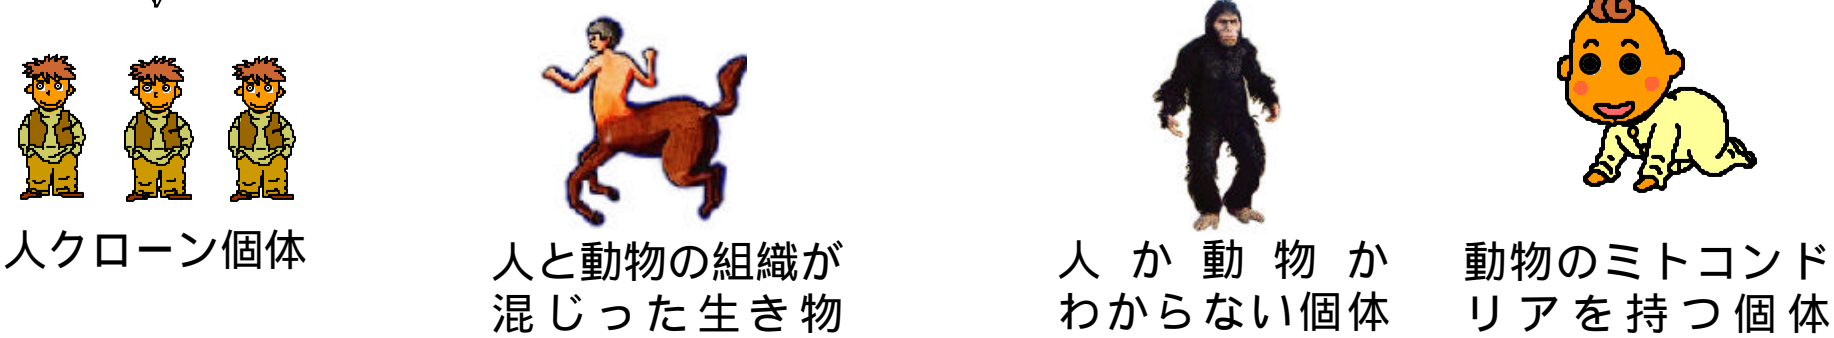 人クローン個体
人と動物の組織が
混じった生き物
人か動物か
わからない個体
動物のミトコンド
リアを持つ個体